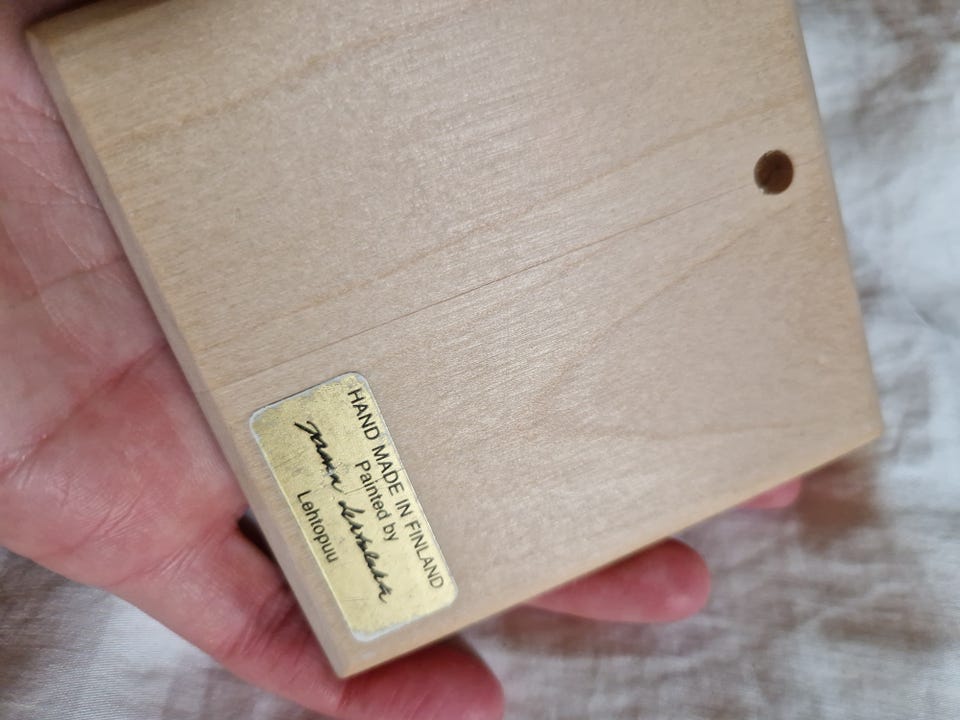 HAND MADE IN FINLAND
Painted by
Lehtopuu